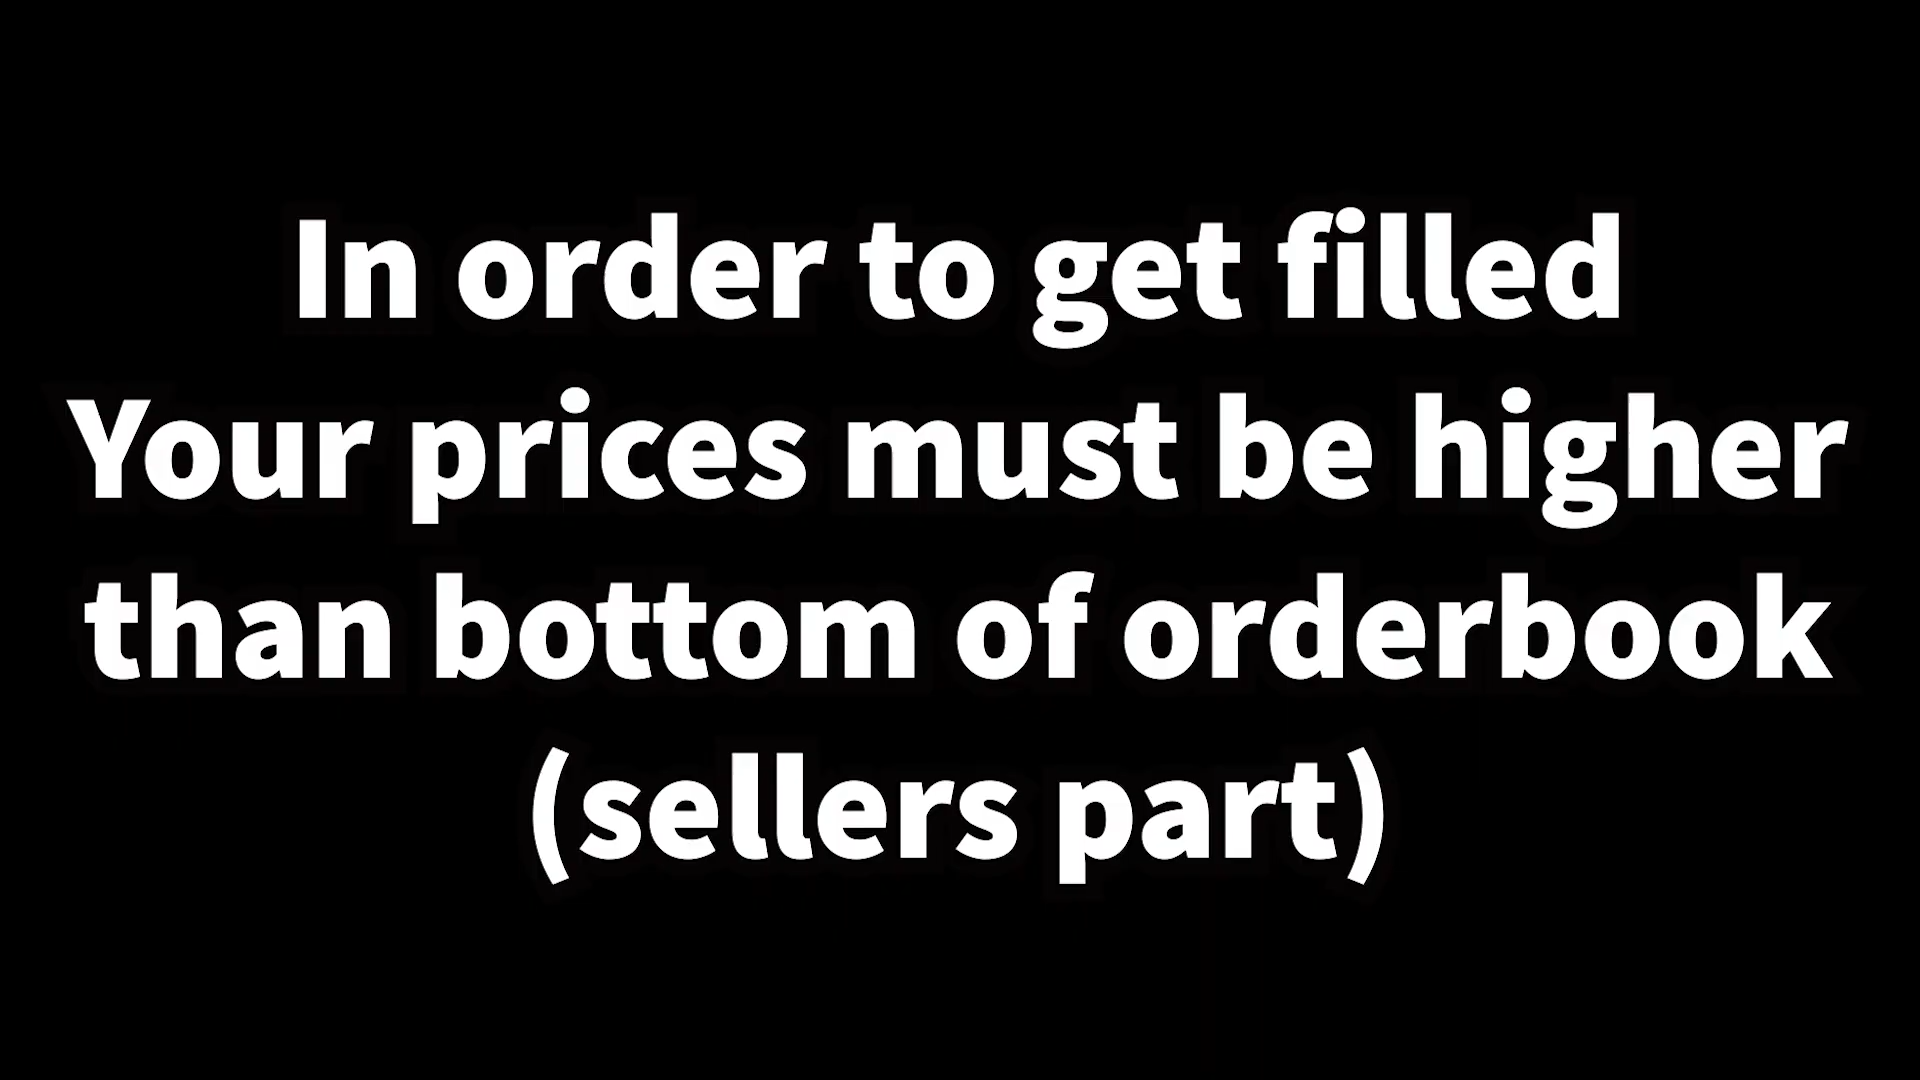 In order to get filled
Your prices must be higher
than bottom of orderbook
(sellers part)